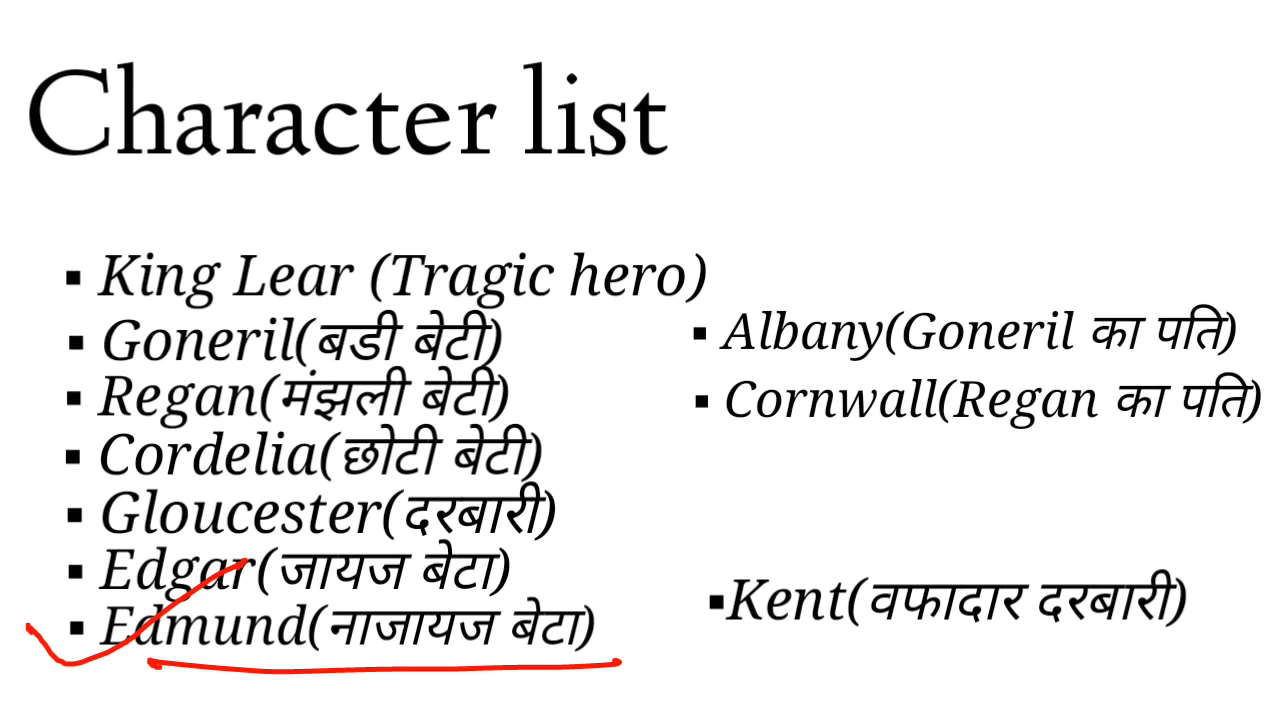 Character list
▪ King Lear (Tragic hero)
▪ Goneril(बडी बेटी)
▪ Regan(मंझली बेटी)
▪ Cordelia(छोटी बेटी)
▪ Gloucester(दरबारी)
▪ Edgar(जायज बेटा)
▪ Edmund(नाजायज बेटा)
▪ Albany(Goneril का पति)
▪ Cornwall(Regan का पति)
▪Kent(वफादार दरबारी)